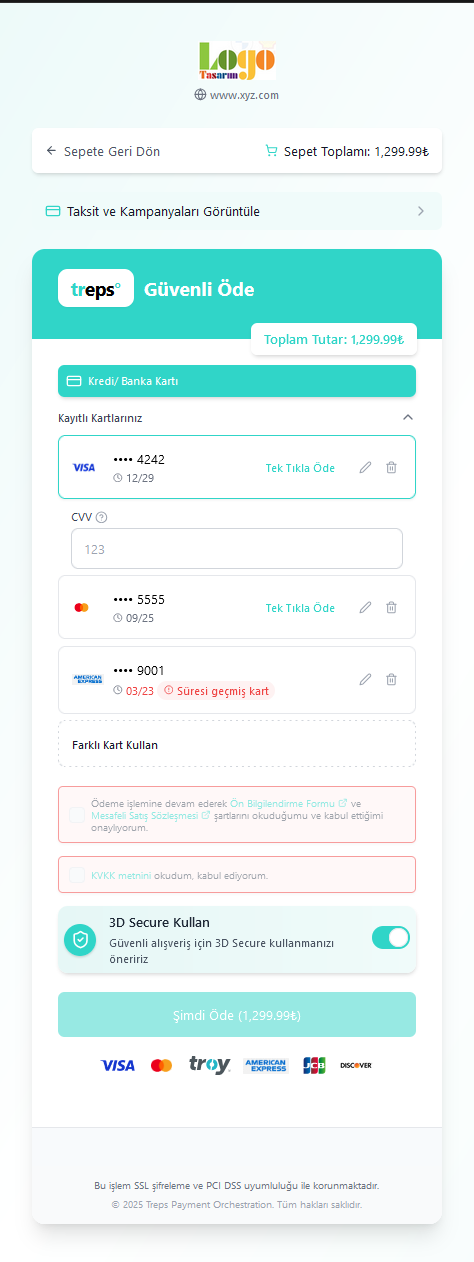 Logo
Tasarım
www.xyz.com
Sepete Geri Dön
Sepet Toplamı: 1,299.99₺
Taksit ve Kampanyaları Görüntüle
treps°
Güvenli Öde
Toplam Tutar: 1,299.99₺
Kredi/ Banka Kartı
Kayıtlı Kartlarınız
VISA
•••• 4242
12/29
Tek Tıkla Öde
CVV ?
123
•••• 5555
09/25
Tek Tıkla Öde
AMERICAN
EXPRESS
•••• 9001
03/23 Süresi geçmiş kart
Farklı Kart Kullan
Ödeme işlemine devam ederek Ön Bilgilendirme Formu ve
Mesafeli Satış Sözleşmesi şartlarını okuduğumu ve kabul ettiğimi
onaylıyorum.
KVKK metnini okudum, kabul ediyorum.
3D Secure Kullan
Güvenli alışveriş için 3D Secure kullanmanızı
öneririz
Şimdi Öde (1,299.99₺)
VISA
troy
AMERICAN
EXPRESS
JCB
DISCOVER
Bu işlem SSL şifreleme ve PCI DSS uyumluluğu ile korunmaktadır.
© 2025 Treps Payment Orchestration. Tüm hakları saklıdır.